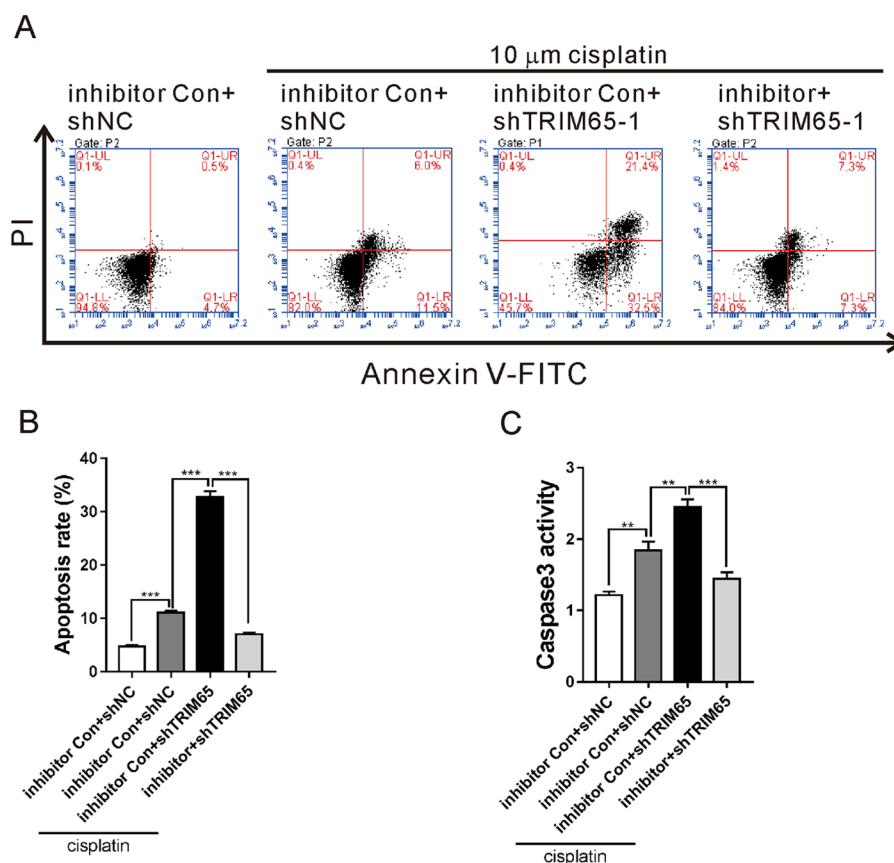 A
10 μm cisplatin
inhibitor Con+
shNC
inhibitor Con+
shNC
inhibitor Con+
shTRIM65-1
inhibitor+
shTRIM65-1
Gate: P2
Q1-UL
0.1%
Q1-UR
0.5%
Q1-LL
94.8%
Q1-LR
4.7%
Gate: P2
Q1-UL
0.4%
Q1-UR
6.0%
Q1-LL
82.0%
Q1-LR
11.5%
Gate: P1
Q1-UL
0.4%
Q1-UR
21.4%
Q1-LL
45.7%
Q1-LR
32.5%
Gate: P2
Q1-UL
1.4%
Q1-UR
7.3%
Q1-LL
84.0%
Q1-LR
7.3%
PI
Annexin V-FITC
B
Apoptosis rate (%)
40
30
20
10
0
***
***
***
inhibitor Con+shNC
inhibitor Con+shNC
inhibitor Con+shTRIM65
inhibitor+shTRIM65
cisplatin
C
Caspase3 activity
3
2
1
0
**
**
***
inhibitor Con+shNC
inhibitor Con+shNC
inhibitor Con+shTRIM65
inhibitor+shTRIM65
cisplatin